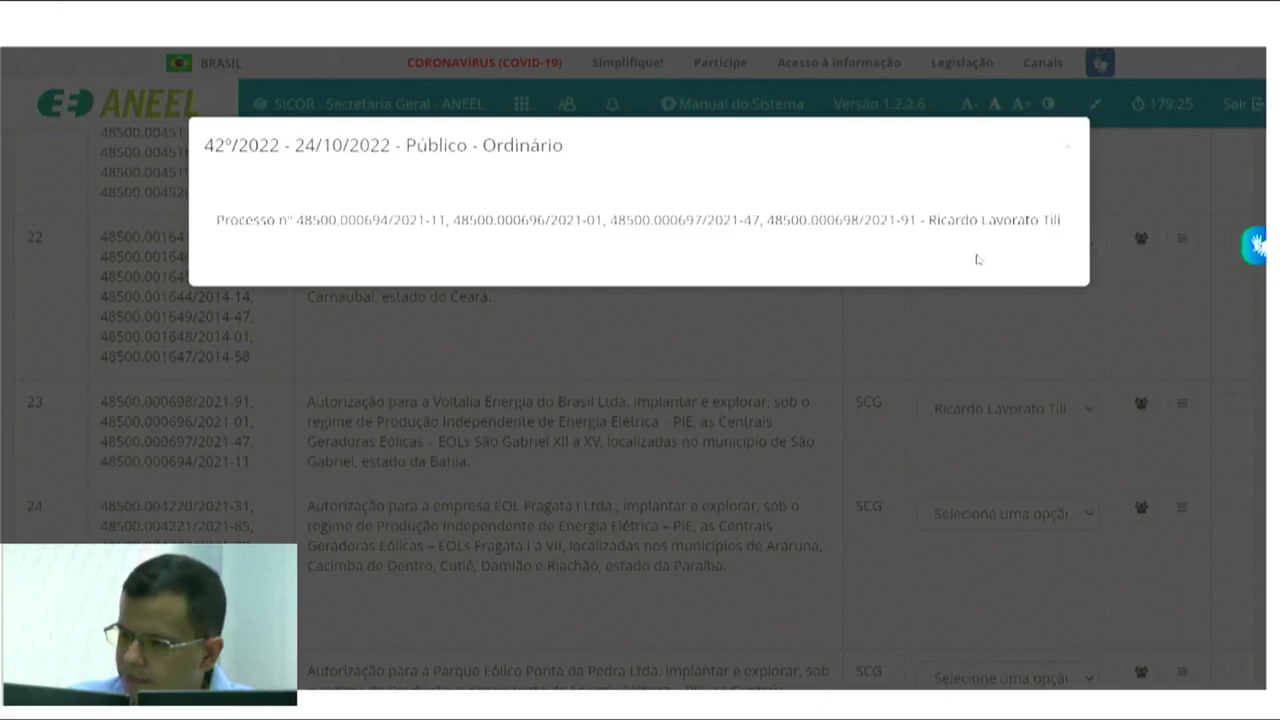 BRASIL
CORONAVÍRUS (COVID-19)
Simplifique!
Participe
Acesso à informação
Legislação
Canais
ANEEL
SICOR - Secretaria Geral - ANEEL
Manual do Sistema
Versão 1.2.2.6
A-
A
A+
179:25
Sair
42º/2022 - 24/10/2022 - Público - Ordinário
Processo nº 48500.000694/2021-11, 48500.000696/2021-01, 48500.000697/2021-47, 48500.000698/2021-91 - Ricardo Lavorato Tili
22
48500.001644/2014-14,
48500.001649/2014-47,
48500.001648/2014-01,
48500.001647/2014-58
Carnaubal, estado do Ceará.
23
48500.000698/2021-91,
48500.000696/2021-01,
48500.000697/2021-47,
48500.000694/2021-11
Autorização para a Voltalia Energia do Brasil Ltda. implantar e explorar, sob o
regime de Produção Independente de Energia Elétrica – PIE, as Centrais
Geradoras Eólicas – EOLs São Gabriel XII a XV, localizadas no município de São
Gabriel, estado da Bahia.
SCG
Ricardo Lavorato Tili
24
48500.004220/2021-31,
48500.004221/2021-85,
Autorização para a empresa EOL Fragata I Ltda., implantar e explorar, sob o
regime de Produção Independente de Energia Elétrica – PIE, as Centrais
Geradoras Eólicas – EOLs Fragata I a VII, localizadas nos municípios de Araruna,
Cacimba de Dentro, Cuité, Damião e Riachão, estado da Paraíba.
SCG
Selecione uma opçã
Autorização para a Parque Eólico Ponta da Pedra Ltda. implantar e explorar, sob
SCG
Selecione uma opçã